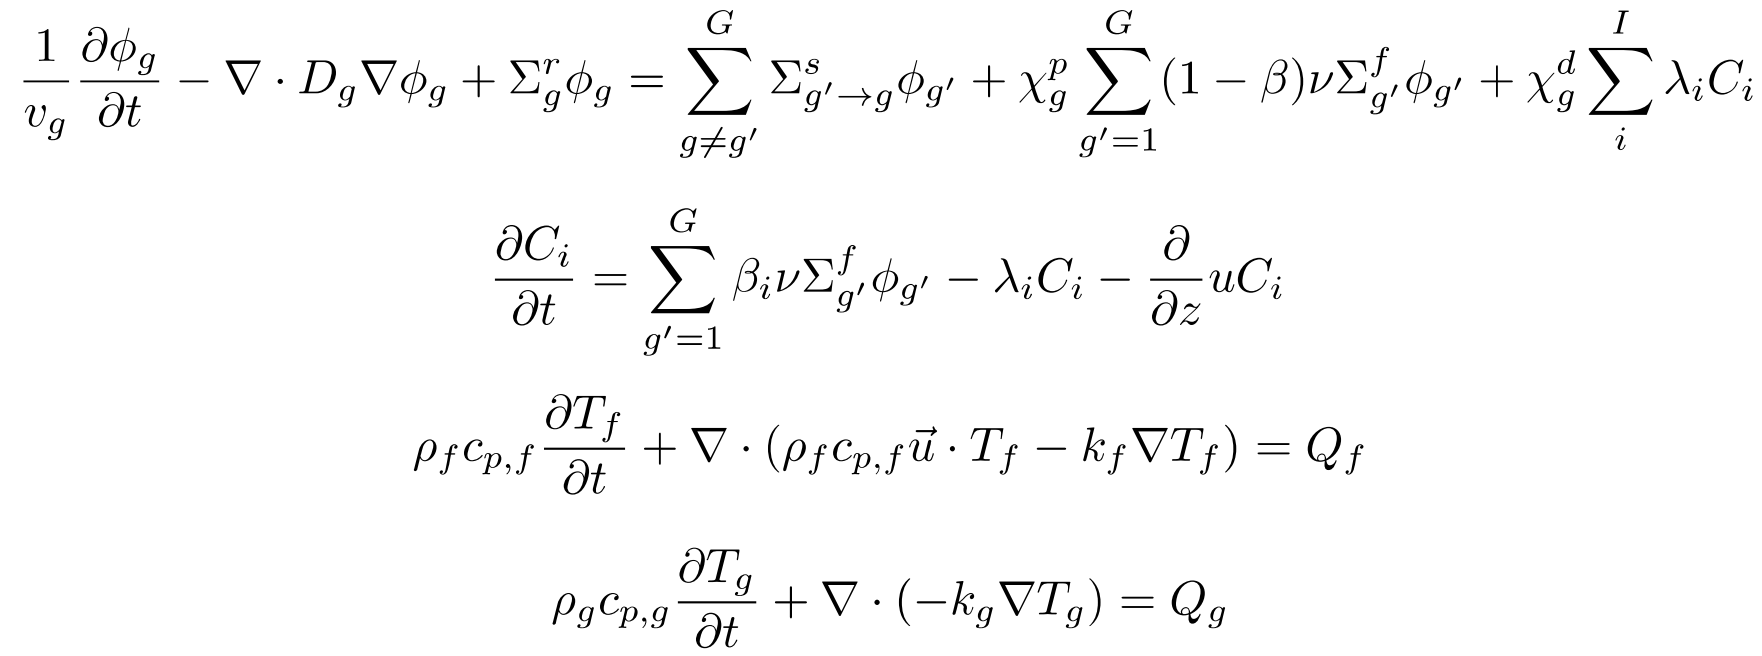 \frac{1}{v_g}\frac{\partial \phi_g}{\partial t} - \nabla \cdot D_g \nabla \phi_g + \Sigma_g^r \phi_g = \sum_{g \neq g'}^{G} \Sigma_{g' \rightarrow g}^s \phi_{g'} + \chi_g^p \sum_{g'=1}^{G} (1 - \beta) \nu \Sigma_{g'}^f \phi_{g'} + \chi_g^d \sum_{i}^{I} \lambda_i C_i
\frac{\partial C_i}{\partial t} = \sum_{g'=1}^{G} \beta_i \nu \Sigma_{g'}^f \phi_{g'} - \lambda_i C_i - \frac{\partial}{\partial z} u C_i
\rho_f c_{p,f} \frac{\partial T_f}{\partial t} + \nabla \cdot (\rho_f c_{p,f} \vec{u} \cdot T_f - k_f \nabla T_f) = Q_f
\rho_g c_{p,g} \frac{\partial T_g}{\partial t} + \nabla \cdot (-k_g \nabla T_g) = Q_g